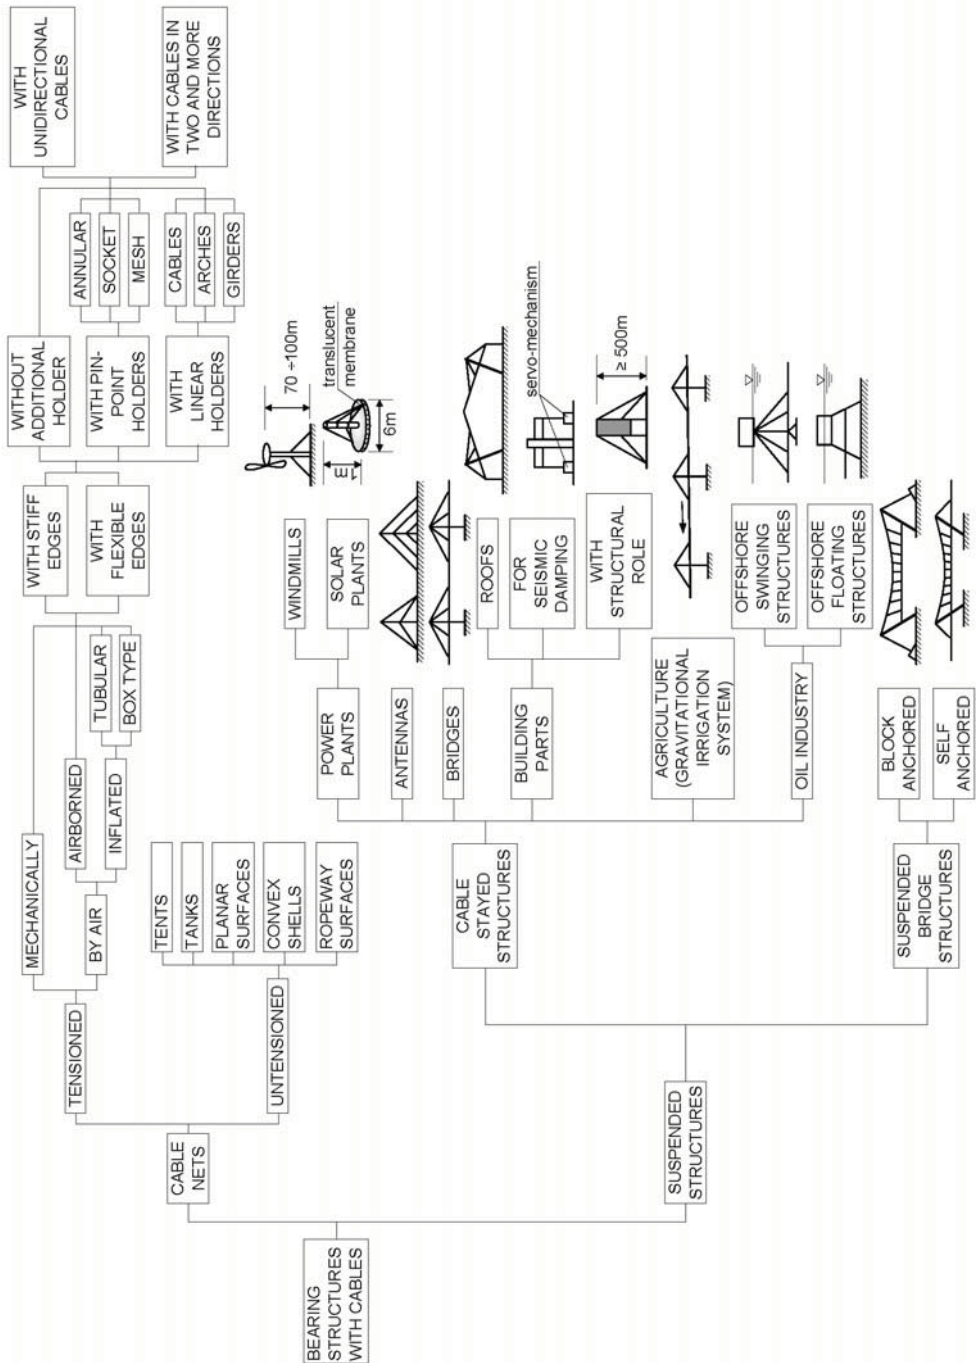 BEARING
STRUCTURES
WITH CABLES
CABLE
NETS
SUSPENDED
STRUCTURES
TENSIONED
UNTENSIONED
MECHANICALLY
BY AIR
AIRBORNED
INFLATED
TUBULAR
BOX TYPE
WITH STIFF
EDGES
WITH
FLEXIBLE
EDGES
WITHOUT
ADDITIONAL
HOLDER
WITH PIN-
POINT
HOLDERS
WITH
LINEAR
HOLDERS
ANNULAR
SOCKET
MESH
CABLES
ARCHES
GIRDERS
WITH
UNIDIRECTIONAL
CABLES
WITH CABLES IN
TWO AND MORE
DIRECTIONS
TENTS
TANKS
PLANAR
SURFACES
CONVEX
SHELLS
ROPEWAY
SURFACES
CABLE
STAYED
STRUCTURES
SUSPENDED
BRIDGE
STRUCTURES
POWER
PLANTS
WINDMILLS
70 ÷100m
SOLAR
PLANTS
translucent
membrane
6m
ANTENNAS
BRIDGES
BUILDING
PARTS
ROOFS
FOR
SEISMIC
DAMPING
servo-mechanism
WITH
STRUCTURAL
ROLE
≥ 500m
AGRICULTURE
(GRAVITATIONAL
IRRIGATION
SYSTEM)
OIL INDUSTRY
OFFSHORE
SWINGING
STRUCTURES
OFFSHORE
FLOATING
STRUCTURES
BLOCK
ANCHORED
SELF
ANCHORED